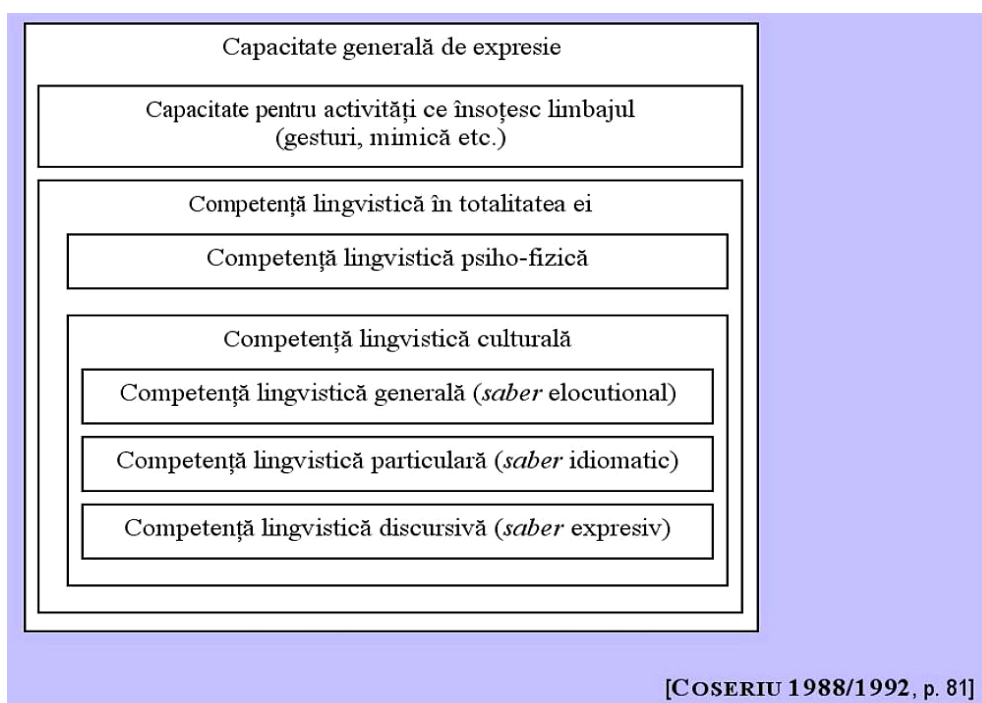 Capacitate generală de expresie
Capacitate pentru activități ce însoțesc limbajul
(gesturi, mimică etc.)
Competență lingvistică în totalitatea ei
Competență lingvistică psiho-fizică
Competență lingvistică culturală
Competență lingvistică generală (saber elocutional)
Competență lingvistică particulară (saber idiomatic)
Competență lingvistică discursivă (saber expresiv)
[COSERIU 1988/1992, p. 81]